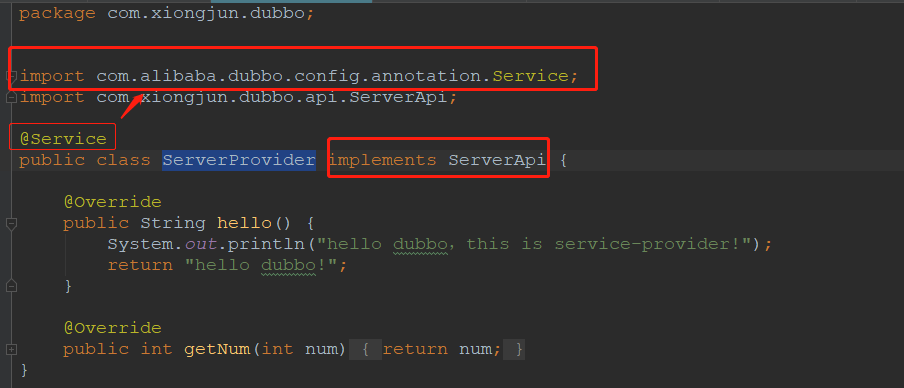 package com.xiongjun.dubbo;
import com.alibaba.dubbo.config.annotation.Service;
import com.xiongjun.dubbo.api.ServerApi;
@Service
public class ServerProvider implements ServerApi {
@Override
public String hello() {
System.out.println("hello dubbo，this is service-provider!");
return "hello dubbo!";
}
@Override
public int getNum(int num) { return num; }
}